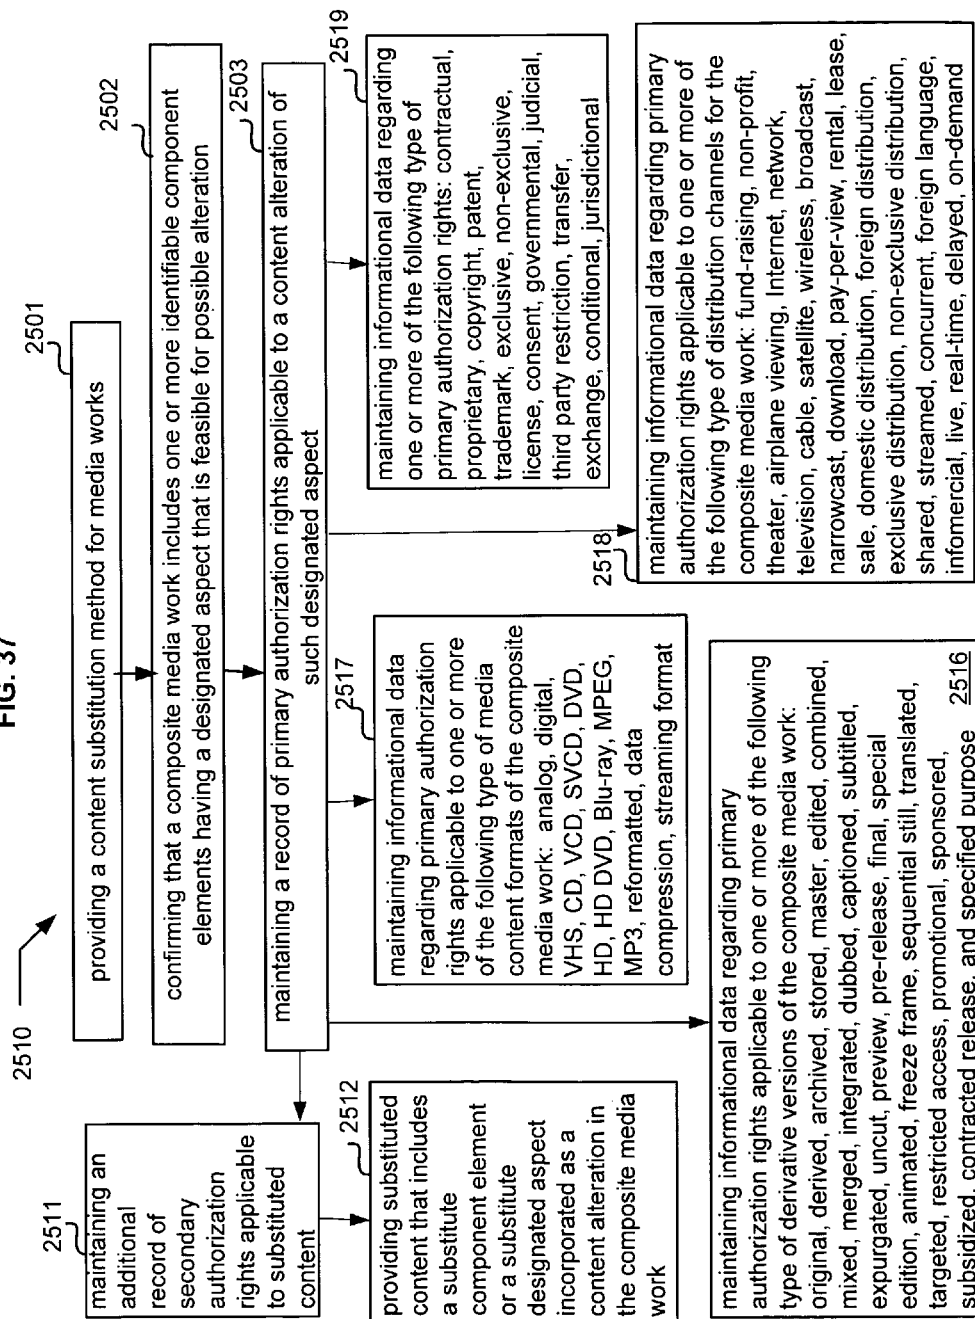 FIG. 37
2510
2501
providing a content substitution method for media works
2502
confirming that a composite media work includes one or more identifiable component
elements having a designated aspect that is feasible for possible alteration
2503
maintaining a record of primary authorization rights applicable to a content alteration of
such designated aspect
2511
maintaining an
additional
record of
secondary
authorization
rights applicable
to substituted
content
2512
providing substituted
content that includes
a substitute
component element
or a substitute
designated aspect
incorporated as a
content alteration in
the composite media
work
2517
maintaining informational data
regarding primary authorization
rights applicable to one or more
of the following type of media
content formats of the composite
media work: analog, digital,
VHS, CD, VCD, SVCD, DVD,
HD, HD DVD, Blu-ray, MPEG,
MP3, reformatted, data
compression, streaming format
2519
maintaining informational data regarding
one or more of the following type of
primary authorization rights: contractual,
proprietary, copyright, patent,
trademark, exclusive, non-exclusive,
license, consent, governmental, judicial,
third party restriction, transfer,
exchange, conditional, jurisdictional
maintaining informational data regarding primary
authorization rights applicable to one or more of the following
type of derivative versions of the composite media work:
original, derived, archived, stored, master, edited, combined,
mixed, merged, integrated, dubbed, captioned, subtitled,
expurgated, uncut, preview, pre-release, final, special
edition, animated, freeze frame, sequential still, translated,
targeted, restricted access, promotional, sponsored,
subsidized, contracted release, and specified purpose
2516
2518
maintaining informational data regarding primary
authorization rights applicable to one or more of
the following type of distribution channels for the
composite media work: fund-raising, non-profit,
theater, airplane viewing, Internet, network,
television, cable, satellite, wireless, broadcast,
narrowcast, download, pay-per-view, rental, lease,
sale, domestic distribution, foreign distribution,
exclusive distribution, non-exclusive distribution,
shared, streamed, concurrent, foreign language,
infomercial, live, real-time, delayed, on-demand